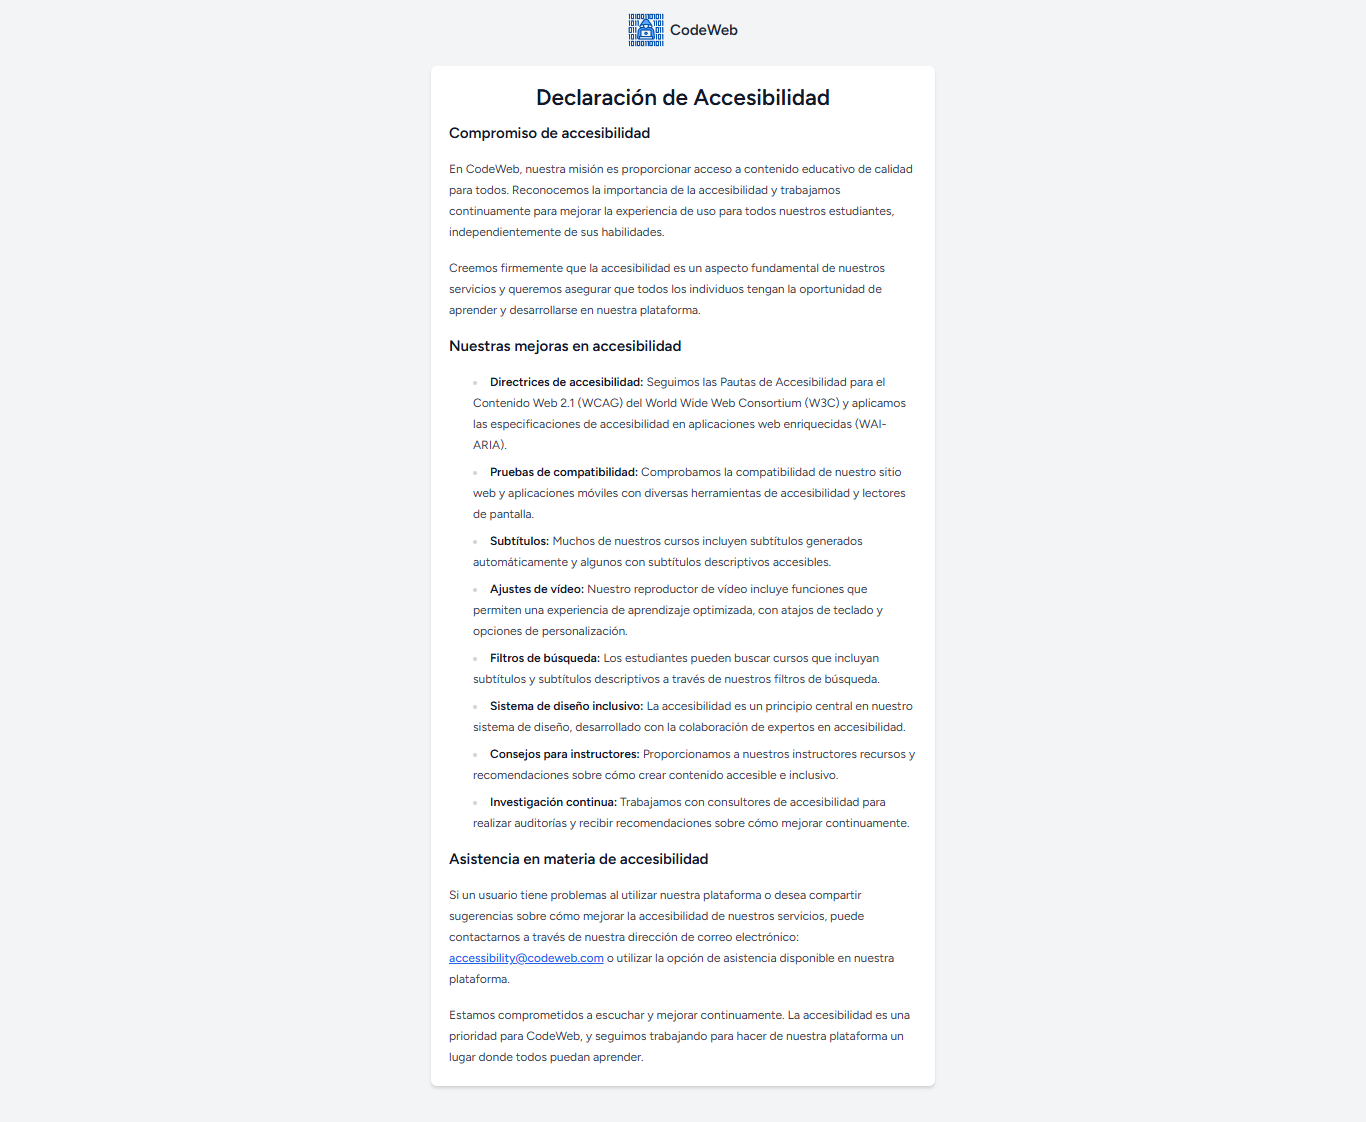 10100110101011
1011 1101
011 011
011 101
10100110101011
CodeWeb
Declaración de Accesibilidad
Compromiso de accesibilidad
En CodeWeb, nuestra misión es proporcionar acceso a contenido educativo de calidad
para todos. Reconocemos la importancia de la accesibilidad y trabajamos
continuamente para mejorar la experiencia de uso para todos nuestros estudiantes,
independientemente de sus habilidades.
Creemos firmemente que la accesibilidad es un aspecto fundamental de nuestros
servicios y queremos asegurar que todos los individuos tengan la oportunidad de
aprender y desarrollarse en nuestra plataforma.
Nuestras mejoras en accesibilidad
Directrices de accesibilidad: Seguimos las Pautas de Accesibilidad para el
Contenido Web 2.1 (WCAG) del World Wide Web Consortium (W3C) y aplicamos
las especificaciones de accesibilidad en aplicaciones web enriquecidas (WAI-
ARIA).
Pruebas de compatibilidad: Comprobamos la compatibilidad de nuestro sitio
web y aplicaciones móviles con diversas herramientas de accesibilidad y lectores
de pantalla.
Subtítulos: Muchos de nuestros cursos incluyen subtítulos generados
automáticamente y algunos con subtítulos descriptivos accesibles.
Ajustes de vídeo: Nuestro reproductor de vídeo incluye funciones que
permiten una experiencia de aprendizaje optimizada, con atajos de teclado y
opciones de personalización.
Filtros de búsqueda: Los estudiantes pueden buscar cursos que incluyan
subtítulos y subtítulos descriptivos a través de nuestros filtros de búsqueda.
Sistema de diseño inclusivo: La accesibilidad es un principio central en nuestro
sistema de diseño, desarrollado con la colaboración de expertos en accesibilidad.
Consejos para instructores: Proporcionamos a nuestros instructores recursos y
recomendaciones sobre cómo crear contenido accesible e inclusivo.
Investigación continua: Trabajamos con consultores de accesibilidad para
realizar auditorías y recibir recomendaciones sobre cómo mejorar continuamente.
Asistencia en materia de accesibilidad
Si un usuario tiene problemas al utilizar nuestra plataforma o desea compartir
sugerencias sobre cómo mejorar la accesibilidad de nuestros servicios, puede
contactarnos a través de nuestra dirección de correo electrónico:
accessibility@codeweb.com o utilizar la opción de asistencia disponible en nuestra
plataforma.
Estamos comprometidos a escuchar y mejorar continuamente. La accesibilidad es una
prioridad para CodeWeb, y seguimos trabajando para hacer de nuestra plataforma un
lugar donde todos puedan aprender.